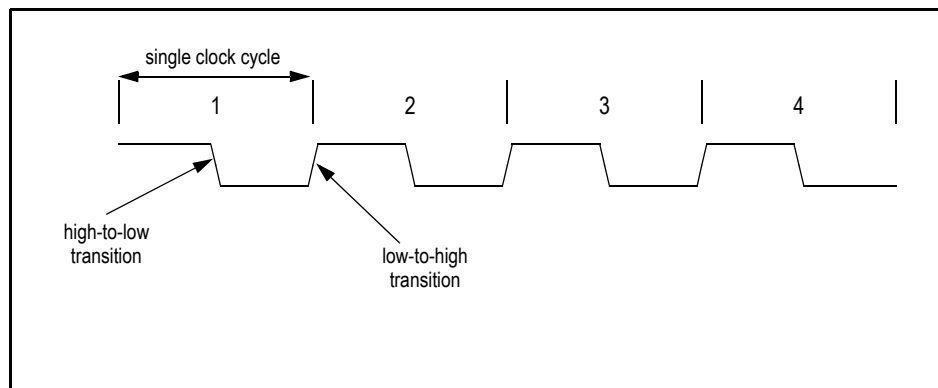 single clock cycle
1 2 3 4
high-to-low
transition
low-to-high
transition